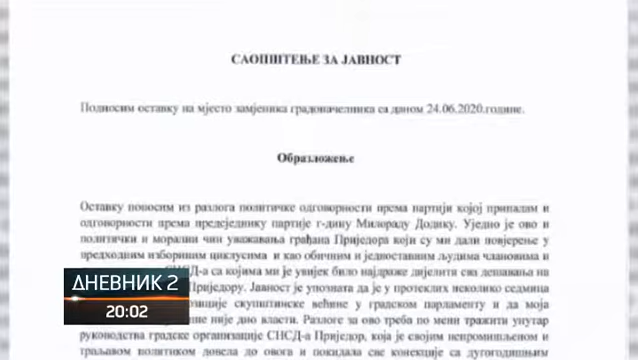 САОПШТЕЊЕ ЗА ЈАВНОСТ
Подносим оставку на мјесто замјеника градоначелника са даном 24.06.2020.године.
Образложење
Оставку поносим из разлога политичке одговорности према партији којој припадам и
одговорности према предсједнику партије г-дину Милораду Додику. Уједно је ово и
политички и морални чин уважавања грађана Приједора који су ми дали повјерење у
предходним изборним циклусима и као обичним и једноставним људима члановима и
СНСД-а са којима ми је увијек било најдраже дијелити сва дешавања на
Приједору. Јавност је упозната да је у протеклих неколико седмица
позиције скупштинске већине у градском парламенту и да моја
није дио власти. Разлоге за ово треба по мени тражити унутар
руководства градске организације СНСД-а Приједор, која је својим непромишљеном и
траљавом политиком довела до овога и покидала све конекције са дугогодишњим
ДНЕВНИК 2
20:02